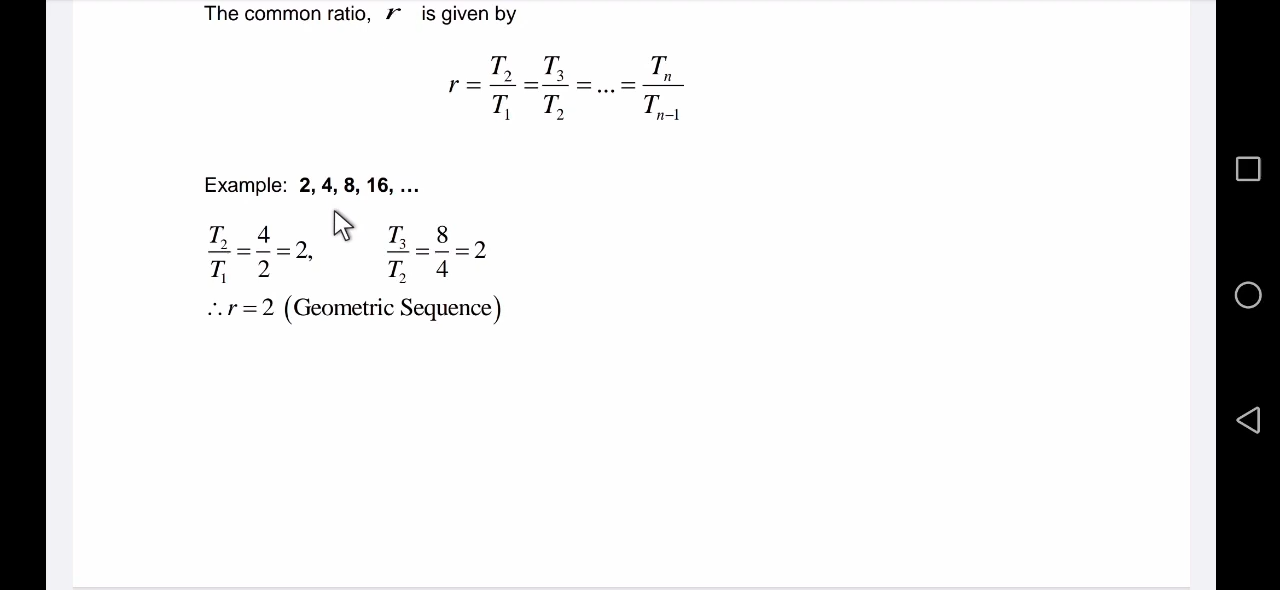 The common ratio, r is given by
r = T₂/T₁ = T₃/T₂ = ... = Tₙ/Tₙ₋₁
Example: 2, 4, 8, 16, ...
T₂/T₁ = 4/2 = 2, T₃/T₂ = 8/4 = 2
∴ r = 2 (Geometric Sequence)